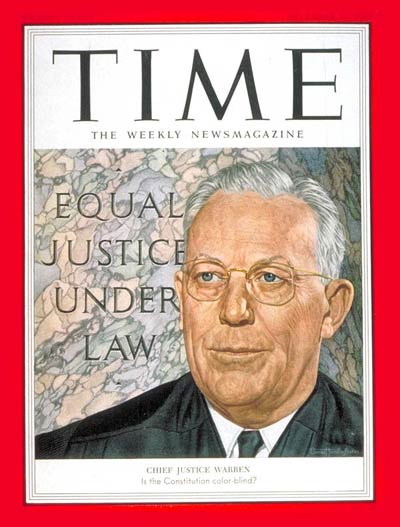 TIME
THE WEEKLY NEWSMAGAZINE
EQUAL
JUSTICE
UNDER
LAW
CHIEF JUSTICE WARREN
Is the Constitution color-blind?